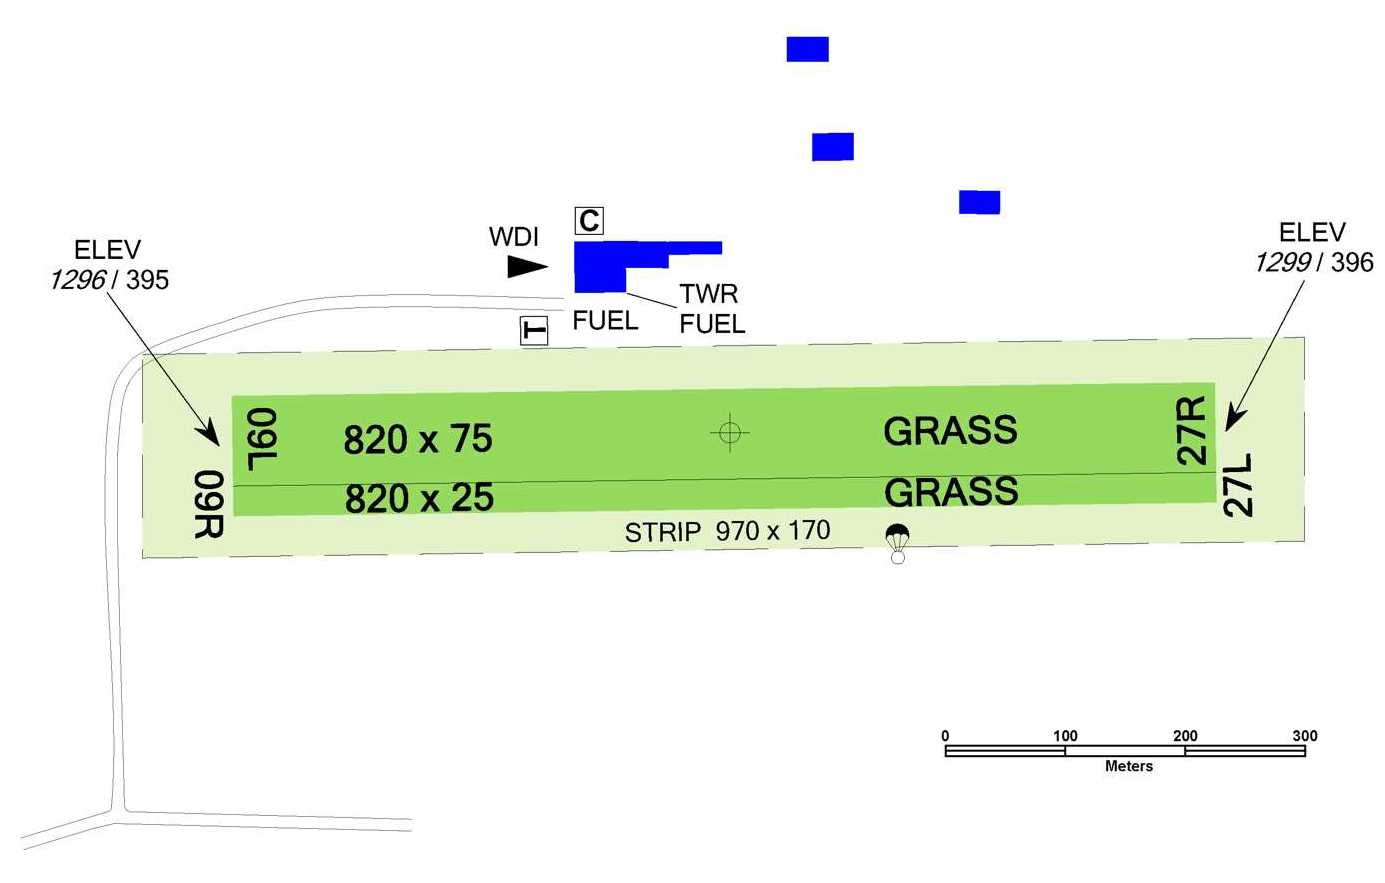 C
WDI
ELEV
1296 / 395
ELEV
1299 / 396
TWR
FUEL
FUEL
T
09L
820 x 75
GRASS
27R
09R
820 x 25
GRASS
27L
STRIP 970 x 170
0 100 200 300
Meters